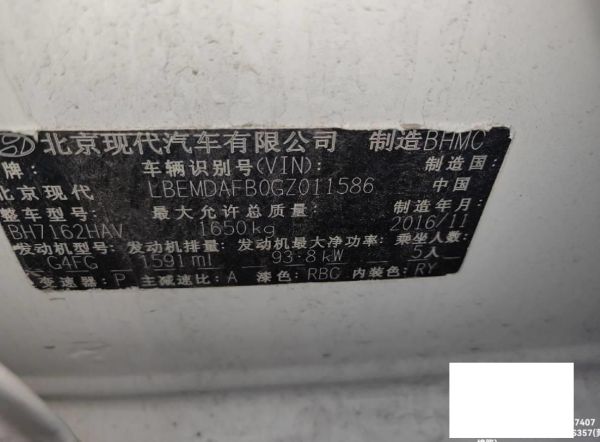 北京现代汽车有限公司 制造BHMC
牌: 车辆识别号(VIN): 制造国:
北京现代 LBEMDAFB0GZ011586 中国
整车型号: 最大允许总质量: 制造年月:
BH7162HAV 1650kg 2016/11
发动机型号: 发动机排量: 发动机最大净功率: 乘坐人数:
G4FG 1591ml 93.8kW 5人
变速器: P 主减速比: A 漆色: RBC 内装色: RY
7407
5357(